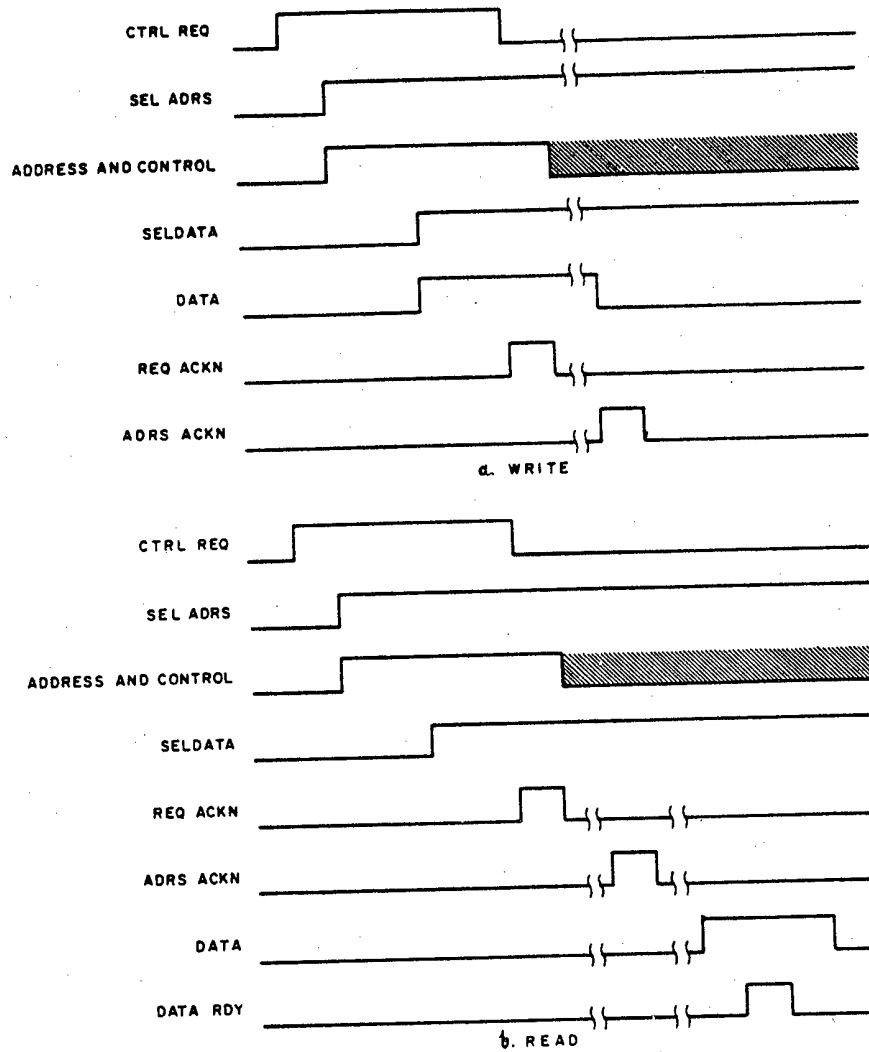 CTRL REQ
SEL ADRS
ADDRESS AND CONTROL
SELDATA
DATA
REQ ACKN
ADRS ACKN
a. WRITE
CTRL REQ
SEL ADRS
ADDRESS AND CONTROL
SELDATA
REQ ACKN
ADRS ACKN
DATA
DATA RDY
b. READ